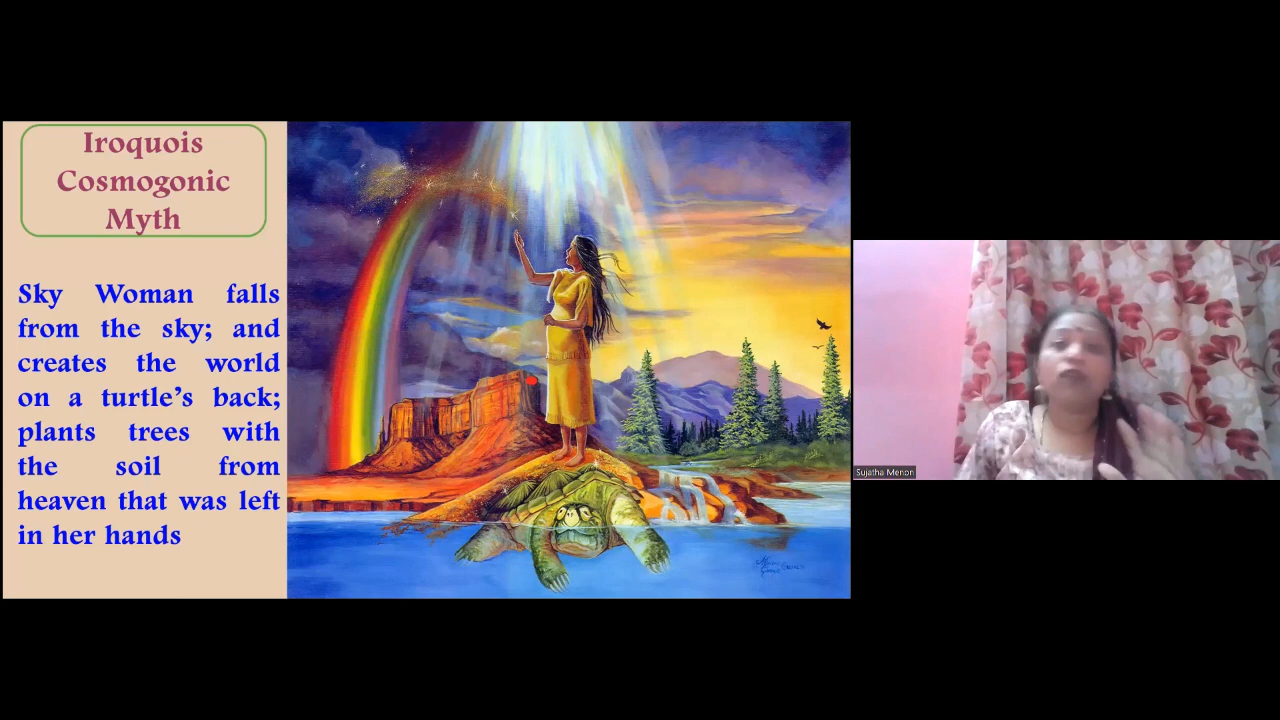 Iroquois
Cosmogonic
Myth
Sky Woman falls
from the sky; and
creates the world
on a turtle’s back;
plants trees with
the soil from
heaven that was left
in her hands
Sujatha Menon